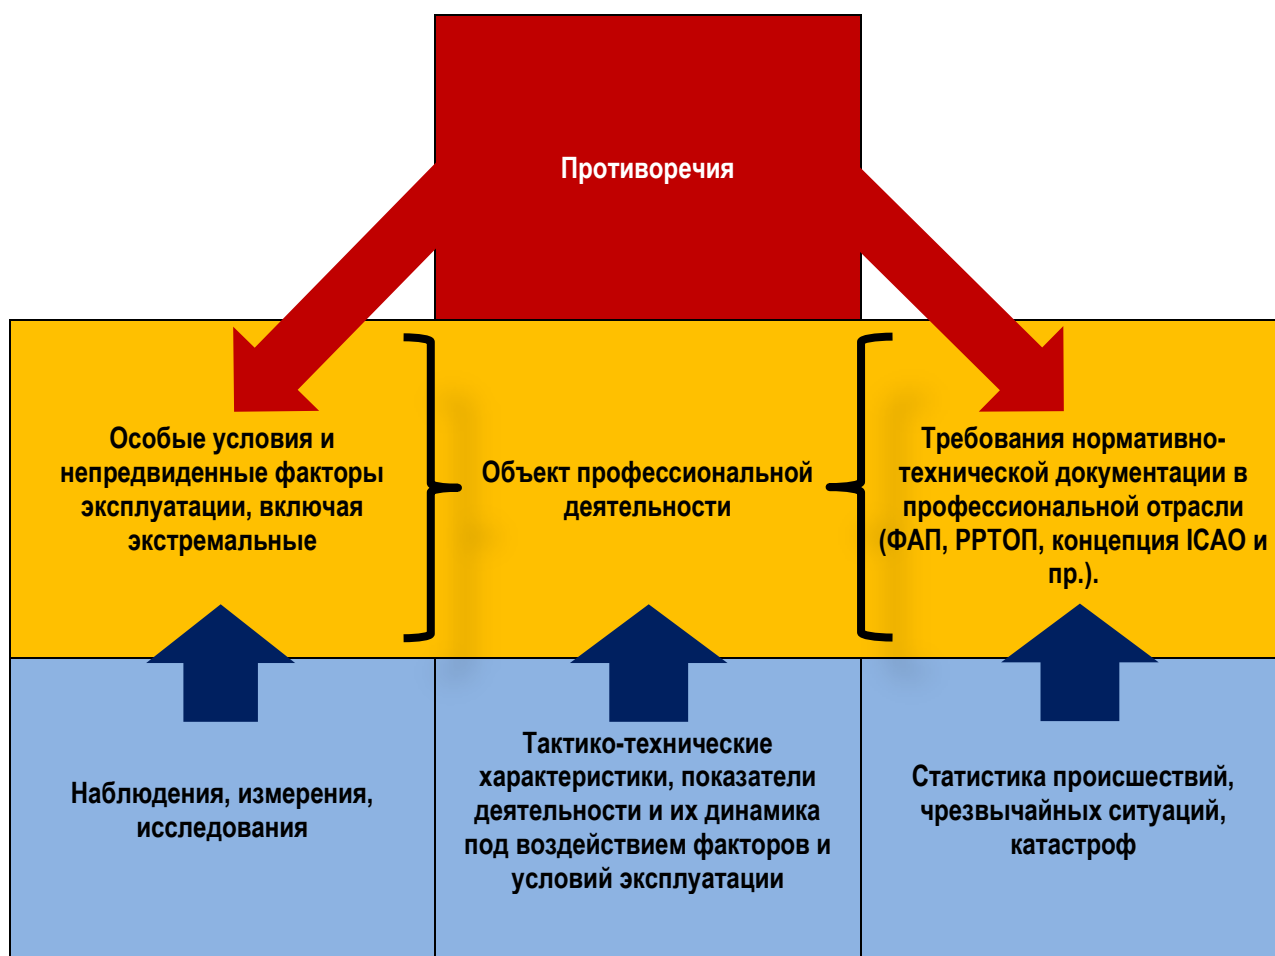 Противоречия
Особые условия и
непредвиденные факторы
эксплуатации, включая
экстремальные
Объект профессиональной
деятельности
Требования нормативно-
технической документации в
профессиональной отрасли
(ФАП, РРТОП, концепция ICAO и
пр.).
Наблюдения, измерения,
исследования
Тактико-технические
характеристики, показатели
деятельности и их динамика
под воздействием факторов и
условий эксплуатации
Статистика происшествий,
чрезвычайных ситуаций,
катастроф